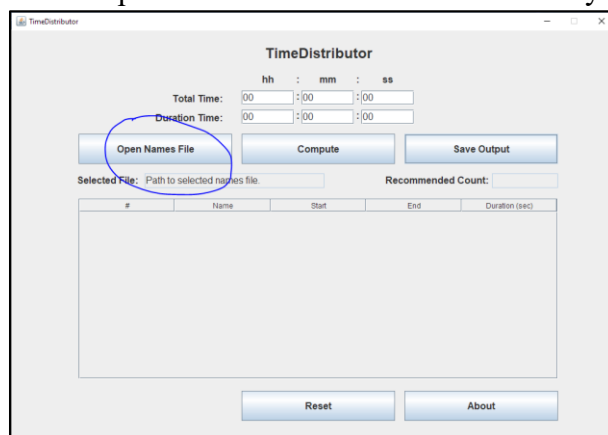 TimeDistributor
TimeDistributor
hh : mm : ss
Total Time: 00 : 00 : 00
Duration Time: 00 : 00 : 00
Open Names File Compute Save Output
Selected File: Path to selected names file. Recommended Count:
# Name Start End Duration (sec)
Reset About